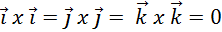 i⃗ x i⃗ = j⃗ x j⃗ = k⃗ x k⃗ = 0